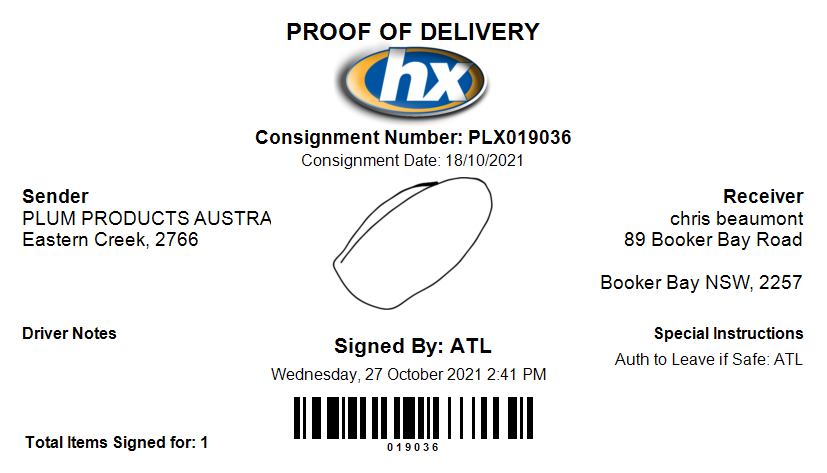 PROOF OF DELIVERY
hx
Consignment Number: PLX019036
Consignment Date: 18/10/2021
Sender
PLUM PRODUCTS AUSTRA
Eastern Creek, 2766
Receiver
chris beaumont
89 Booker Bay Road
Booker Bay NSW, 2257
Driver Notes
Signed By: ATL
Wednesday, 27 October 2021 2:41 PM
Special Instructions
Auth to Leave if Safe: ATL
019036
Total Items Signed for: 1